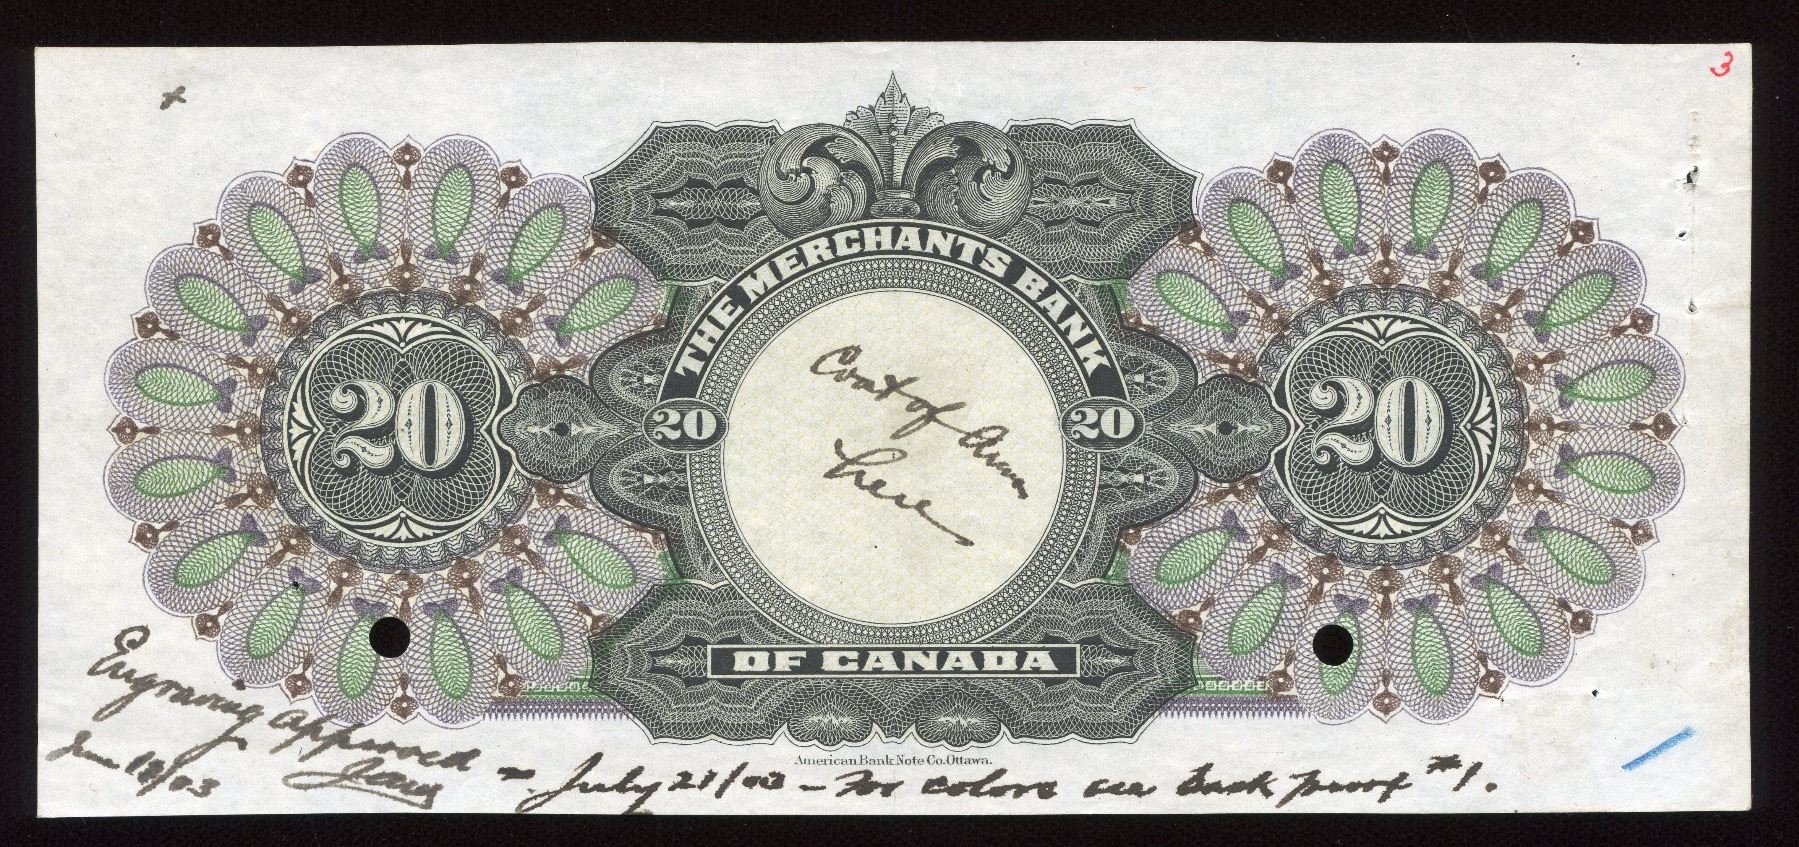 3
THE MERCHANTS BANK
20
20
20
20
Coat of Arms
here
OF CANADA
Engraving approved
June 18/03
American Bank Note Co. Ottawa.
July 21/03 - For colors see back proof #1.